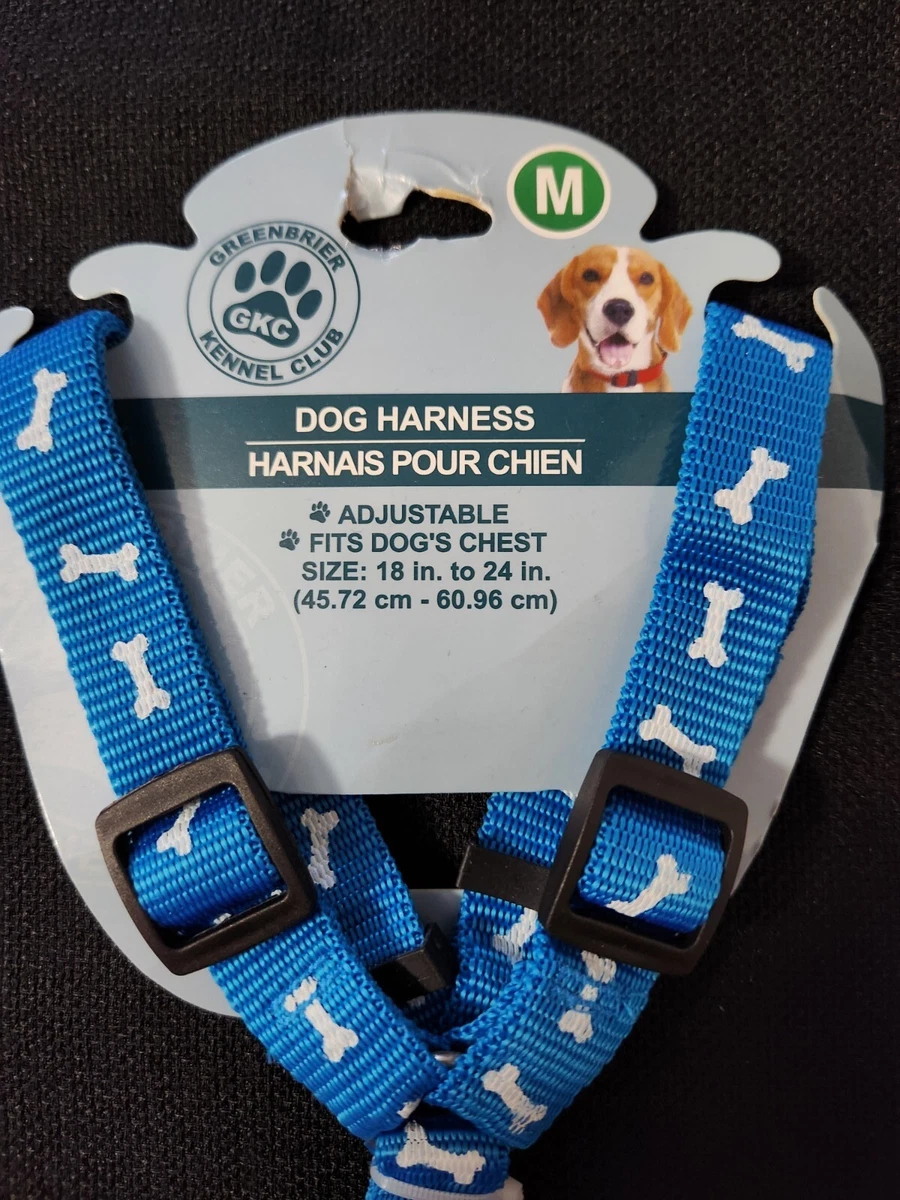 M
GREENBRIER
GKC
KENNEL CLUB
DOG HARNESS
HARNAIS POUR CHIEN
ADJUSTABLE
FITS DOG'S CHEST
SIZE: 18 in. to 24 in.
(45.72 cm - 60.96 cm)